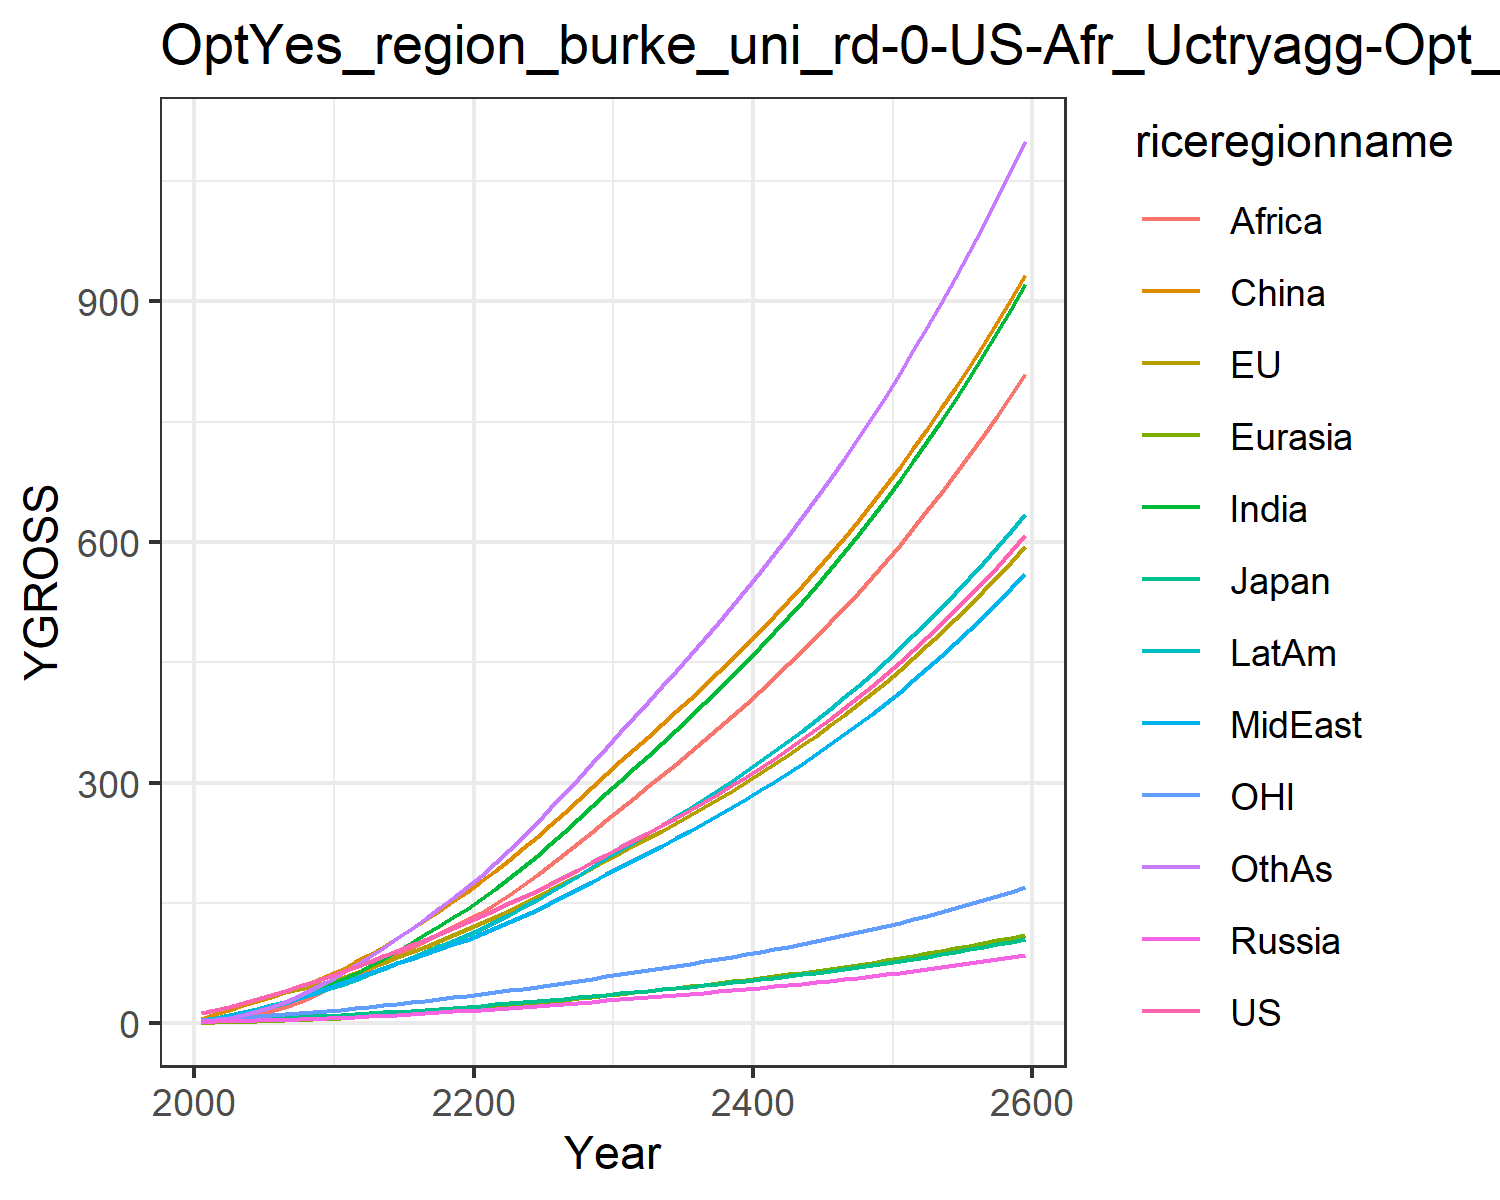 OptYes_region_burke_uni_rd-0-US-Afr_Uctryagg-Opt_
riceregionname
Africa
China
EU
Eurasia
India
Japan
LatAm
MidEast
OHI
OthAs
Russia
US
YGROSS
900
600
300
0
2000
2200
2400
2600
Year